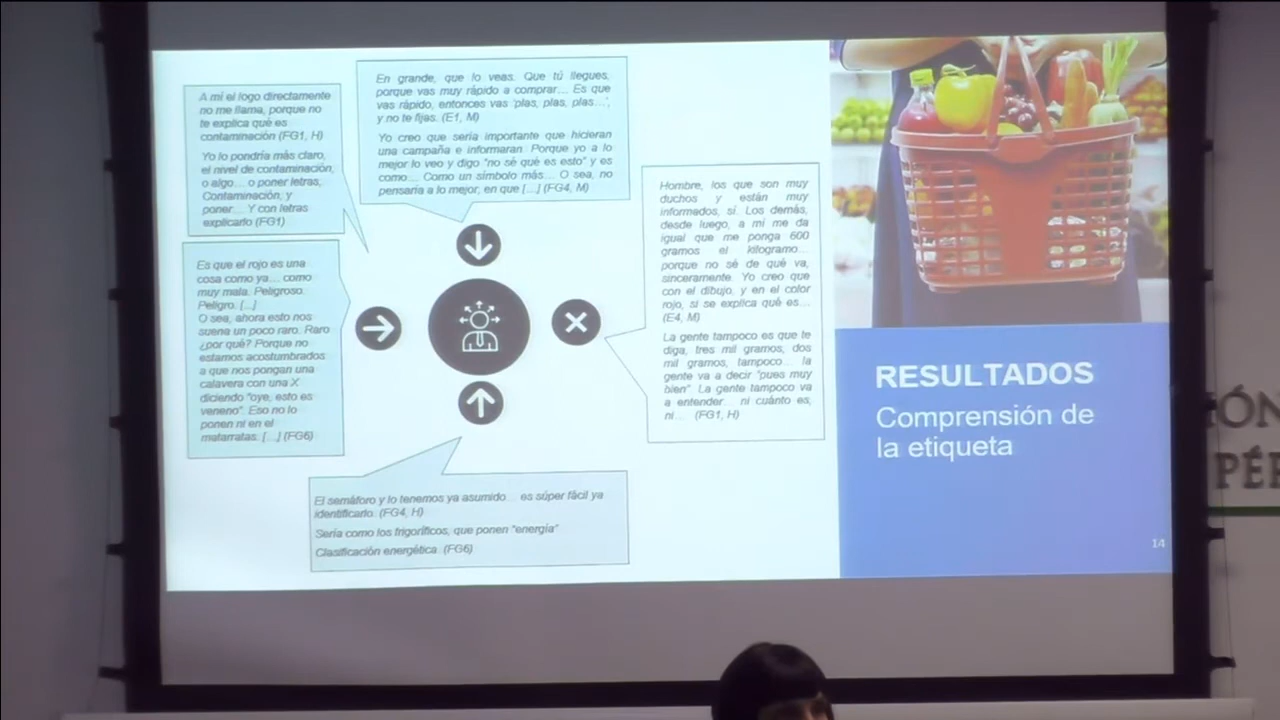 A mí el logo directamente
no me llama, porque no
te explica qué es
contaminación (FG1, H)
Yo lo pondría más claro,
el nivel de contaminación,
o algo... o poner letras,
Contaminación, y
poner... Y con letras
explicarlo (FG1)
En grande, que lo veas. Que tú llegues,
porque vas muy rápido a comprar... Es que
vas rápido, entonces vas 'plas, plas, plas...',
y no te fijas. (E1, M)
Yo creo que sería importante que hicieran
una campaña e informaran. Porque yo a lo
mejor lo veo y digo "no sé qué es esto" y es
como... Como un símbolo más... O sea, no
pensaría a lo mejor, en que [...] (FG4, M)
Hombre, los que son muy
duchos y están muy
informados, sí. Los demás,
desde luego, a mí me da
igual que me ponga 600
gramos el kilogramo...
porque no sé de qué va,
sinceramente. Yo creo que
con el dibujo, y en el color
rojo, si se explica qué es...
(E4, M)
La gente tampoco es que te
diga, tres mil gramos, dos
mil gramos, tampoco... la
gente va a decir "pues muy
bien". La gente tampoco va
a entender... ni cuánto es,
ni... (FG1, H)
Es que el rojo es una
cosa como ya... como
muy mala. Peligroso.
Peligro. [...]
O sea, ahora esto nos
suena un poco raro. Raro
¿por qué? Porque no
estamos acostumbrados
a que nos pongan una
calavera con una X
diciendo "oye, esto es
veneno". Eso no lo
ponen ni en el
matarratas. [...] (FG6)
El semáforo y lo tenemos ya asumido... es súper fácil ya
identificarlo. (FG4, H)
Sería como los frigoríficos, que ponen "energía"
Clasificación energética. (FG6)
RESULTADOS
Comprensión de
la etiqueta
14
IÓN
PÉR